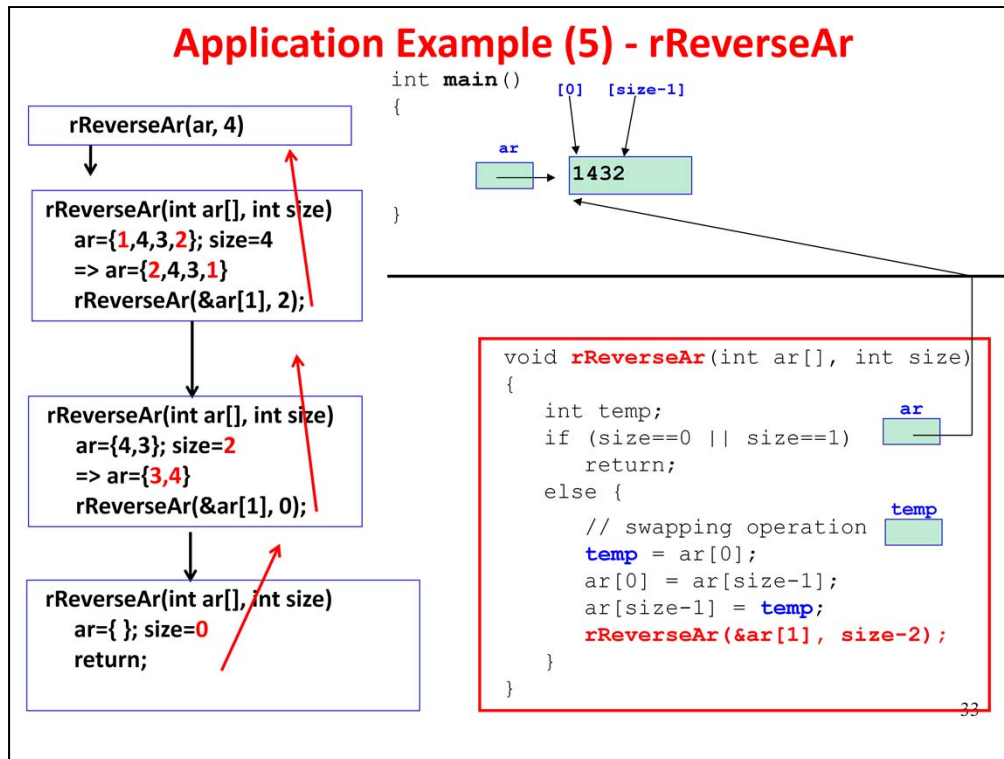 Application Example (5) - rReverseAr
rReverseAr(ar, 4)
rReverseAr(int ar[], int size)
ar={1,4,3,2}; size=4
=> ar={2,4,3,1}
rReverseAr(&ar[1], 2);
rReverseAr(int ar[], int size)
ar={4,3}; size=2
=> ar={3,4}
rReverseAr(&ar[1], 0);
rReverseAr(int ar[], int size)
ar={ }; size=0
return;
int main()
{
[0] [size-1]
ar
1432
}
void rReverseAr(int ar[], int size)
{
int temp;
ar
if (size==0 || size==1)
return;
else {
temp
// swapping operation
temp = ar[0];
ar[0] = ar[size-1];
ar[size-1] = temp;
rReverseAr(&ar[1], size-2);
}
}
33